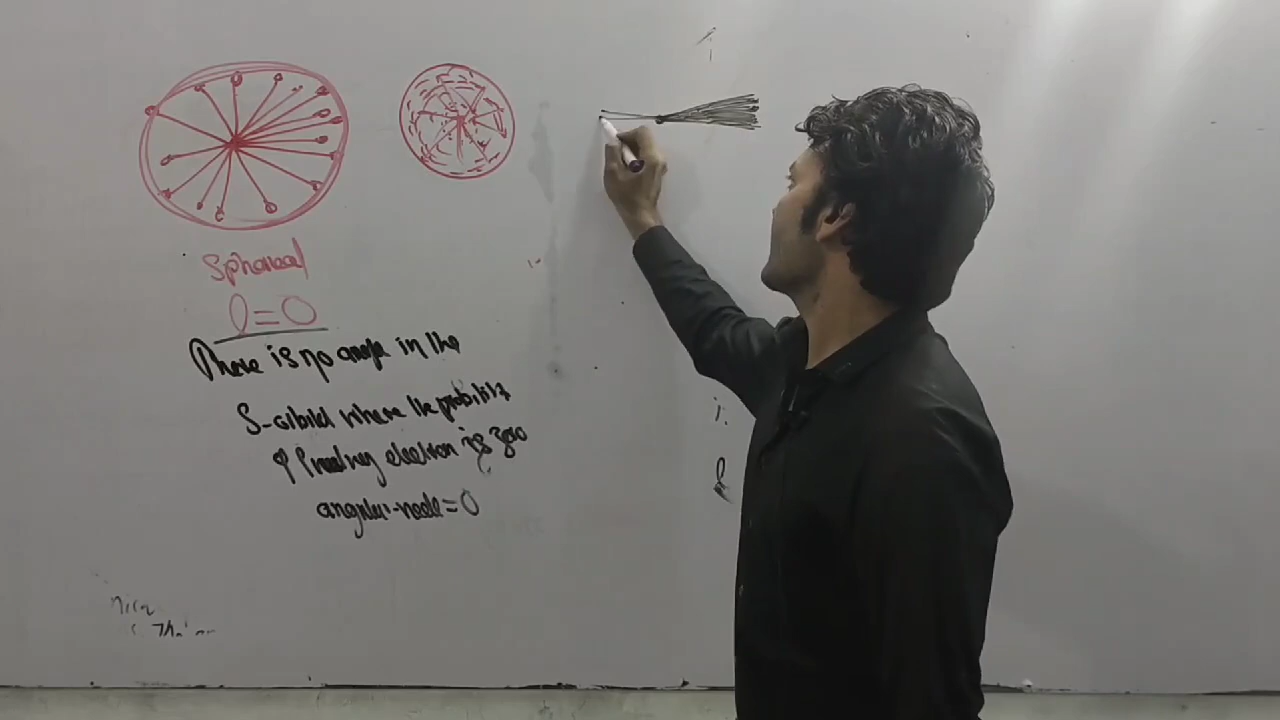 Spherical
l=0
There is no angle in the
S-orbital where the probability
of finding electron is zero
angular-node=0